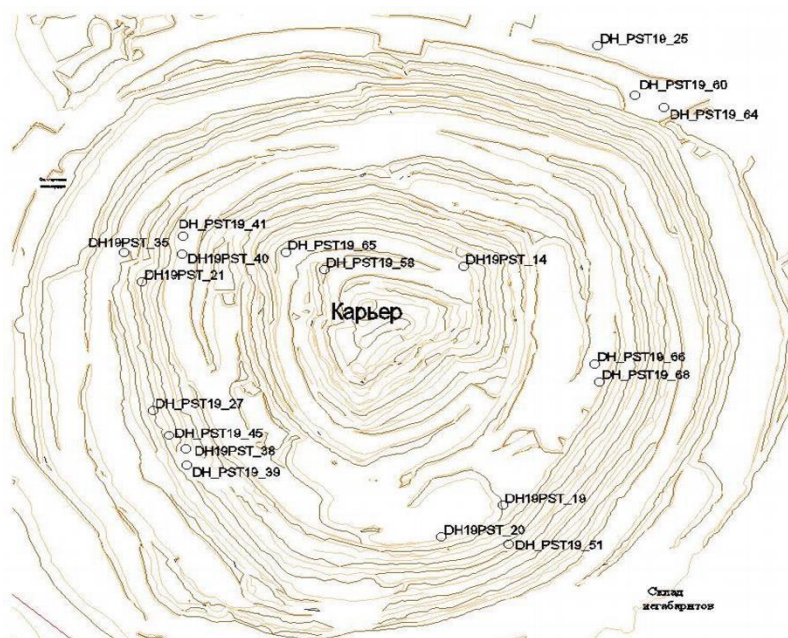 DH_PST19_25
DH_PST19_60
DH_PST19_64
DH_PST19_41
DH19PST_35
DH19PST_40
DH_PST19_65
DH19PST_21
DH_PST19_58
DH19PST_14
Карьер
DH_PST19_66
DH_PST19_68
DH_PST19_27
DH_PST19_45
DH19PST_38
DH_PST19_39
DH19PST_19
DH19PST_20
DH_PST19_51
Склад
негабаритов